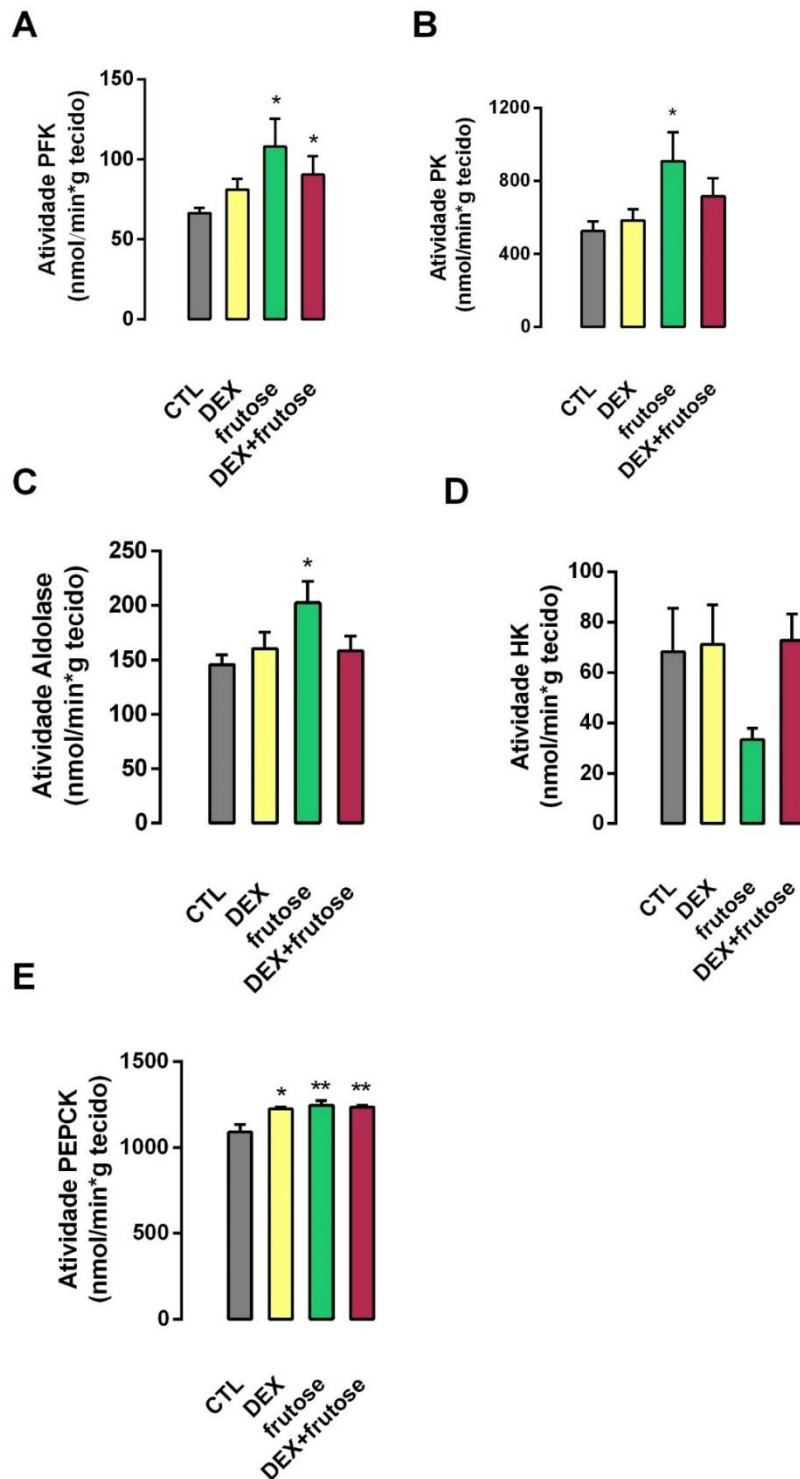 A
Atividade PFK
(nmol/min*g tecido)
150
100
50
0
*
*
CTL
DEX
frutose
DEX+frutose
B
Atividade PK
(nmol/min*g tecido)
1200
800
400
0
*
CTL
DEX
frutose
DEX+frutose
C
Atividade Aldolase
(nmol/min*g tecido)
250
200
150
100
50
0
*
CTL
DEX
frutose
DEX+frutose
D
Atividade HK
(nmol/min*g tecido)
100
80
60
40
20
0
CTL
DEX
frutose
DEX+frutose
E
Atividade PEPCK
(nmol/min*g tecido)
1500
1000
500
0
*
**
**
CTL
DEX
frutose
DEX+frutose